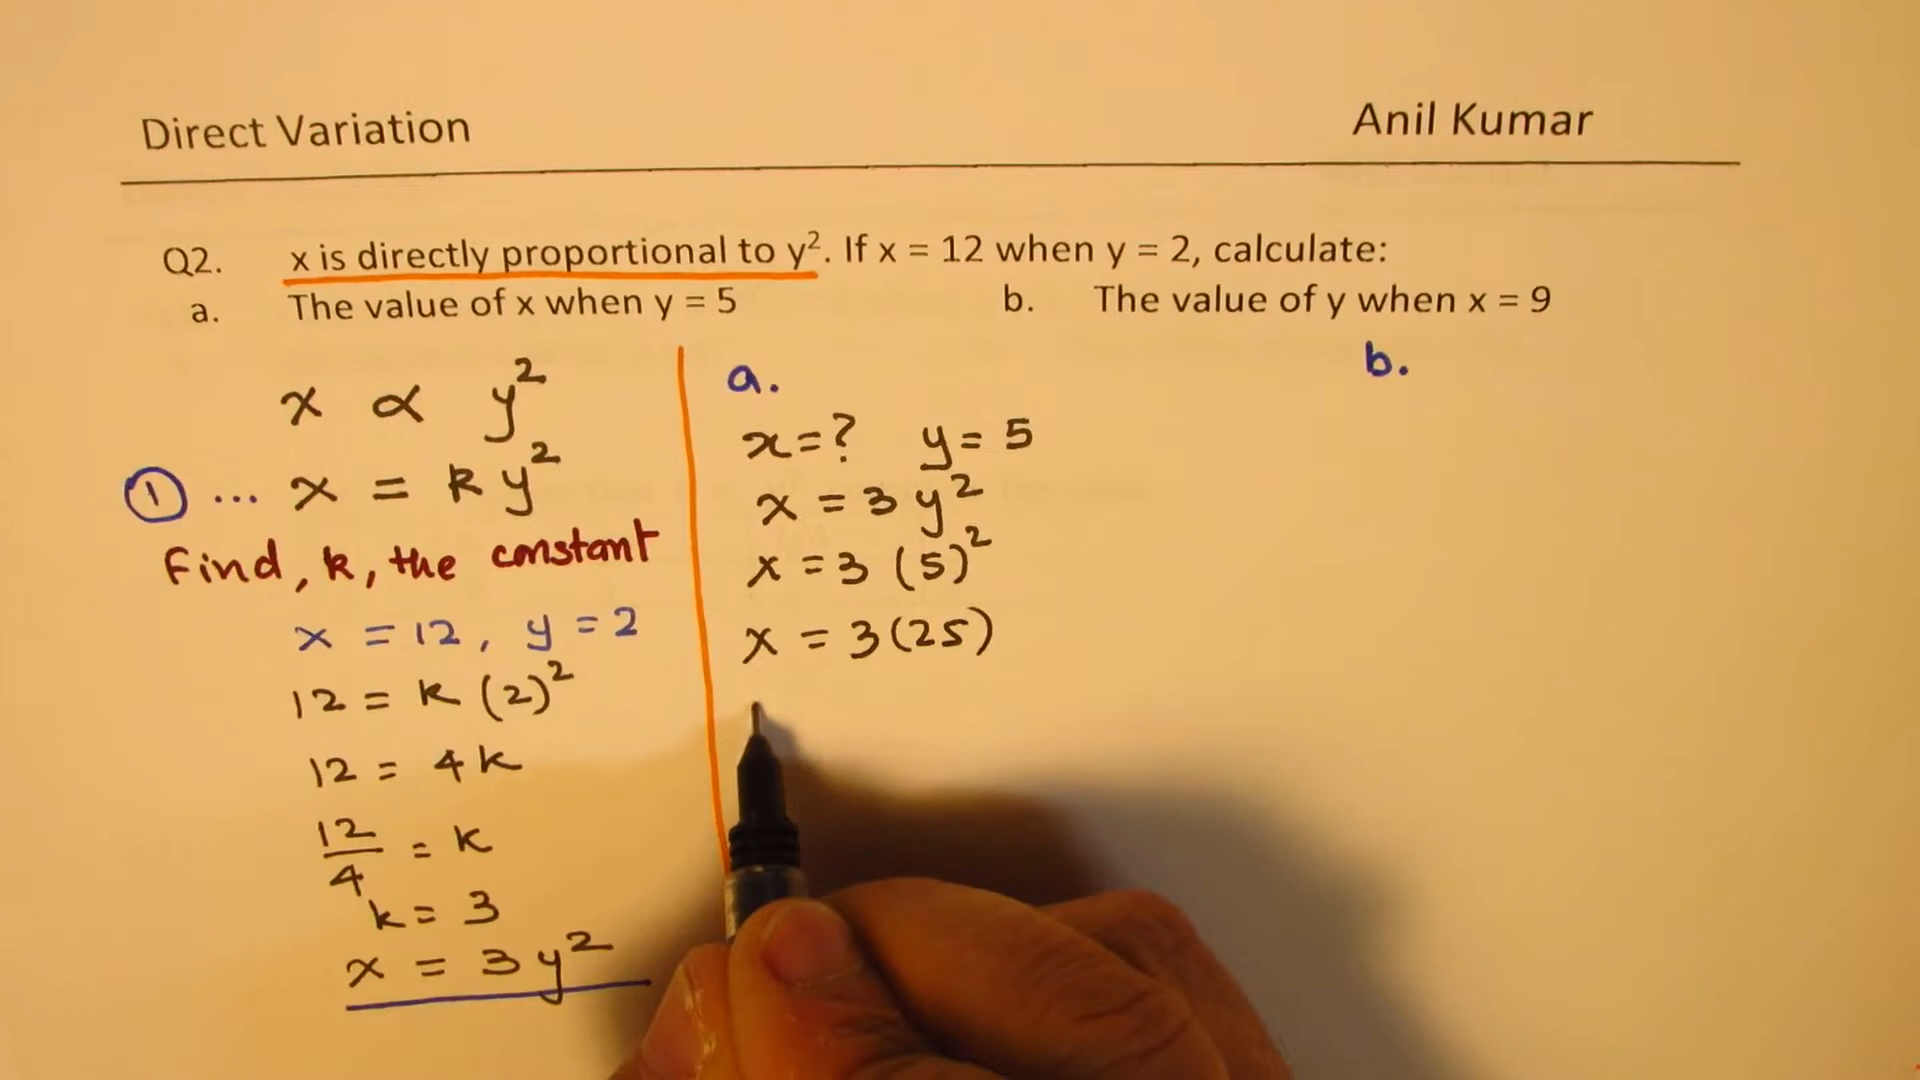 Direct Variation
Anil Kumar
Q2. x is directly proportional to y². If x = 12 when y = 2, calculate:
a. The value of x when y = 5
b. The value of y when x = 9
x ∝ y²
① ... x = ky²
Find, k, the constant
x = 12, y = 2
12 = k (2)²
12 = 4k
12/4 = k
k = 3
x = 3y²
a.
x = ? y = 5
x = 3y²
x = 3 (5)²
x = 3(25)
b.